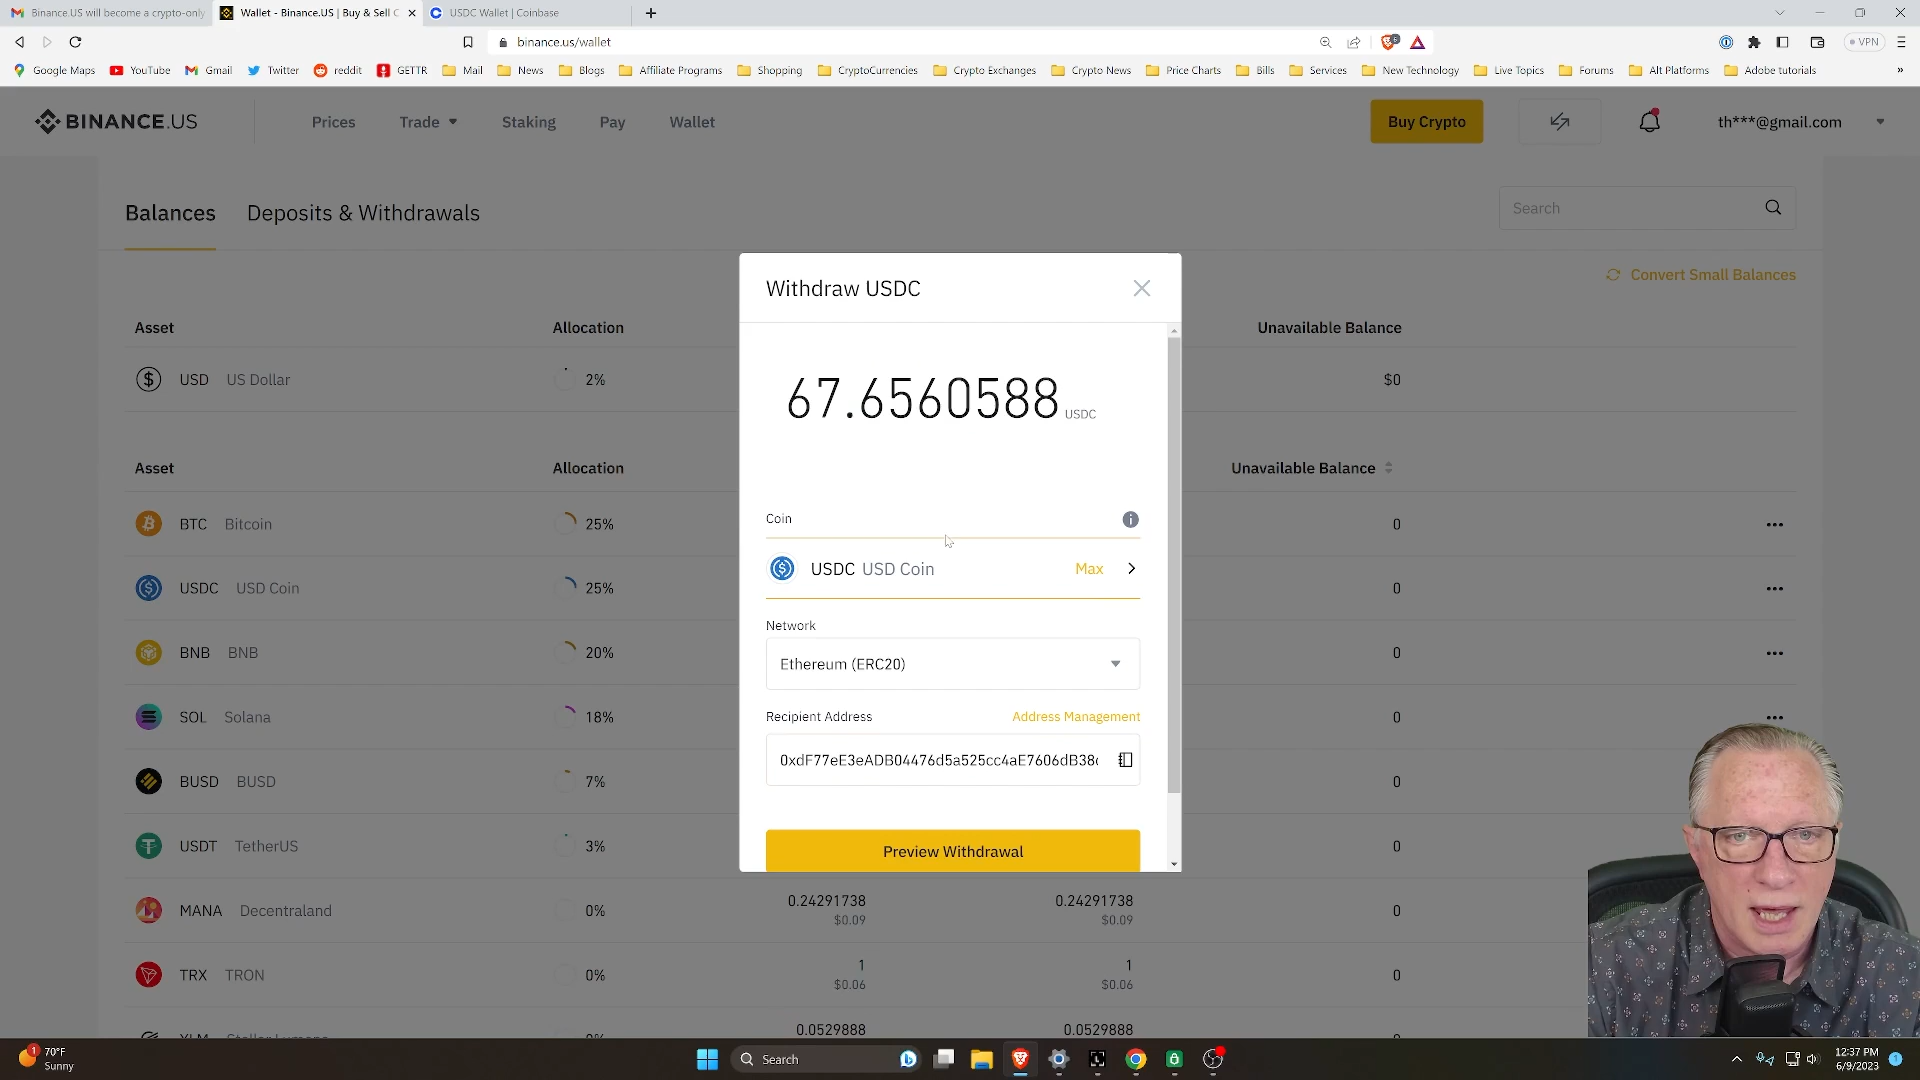 Binance.US will become a crypto-only
Wallet - Binance.US | Buy & Sell C
USDC Wallet | Coinbase
binance.us/wallet
6
VPN
Google Maps
YouTube
Gmail
Twitter
reddit
GETTR
Mail
News
Blogs
Affiliate Programs
Shopping
CryptoCurrencies
Crypto Exchanges
Crypto News
Price Charts
Bills
Services
New Technology
Live Topics
Forums
Alt Platforms
Adobe tutorials
»
BINANCE.US
Prices
Trade
Staking
Pay
Wallet
Buy Crypto
th***@gmail.com
Balances
Deposits & Withdrawals
Search
Convert Small Balances
Asset
Allocation
Unavailable Balance
USD US Dollar
2%
$0
Asset
Allocation
Unavailable Balance
BTC Bitcoin
25%
0
USDC USD Coin
25%
0
BNB BNB
20%
0
SOL Solana
18%
0
BUSD BUSD
7%
0
USDT TetherUS
3%
0
MANA Decentraland
0%
0.24291738
$0.09
0.24291738
$0.09
0
TRX TRON
0%
1
$0.06
1
$0.06
0
0.0529888
0.0529888
Withdraw USDC
67.6560588 USDC
Coin
USDC USD Coin
Max
Network
Ethereum (ERC20)
Recipient Address
Address Management
0xdF77eE3eADB04476d5a525cc4aE7606dB38
Preview Withdrawal
1
70°F
Sunny
Search
12:37 PM
6/9/2023
1